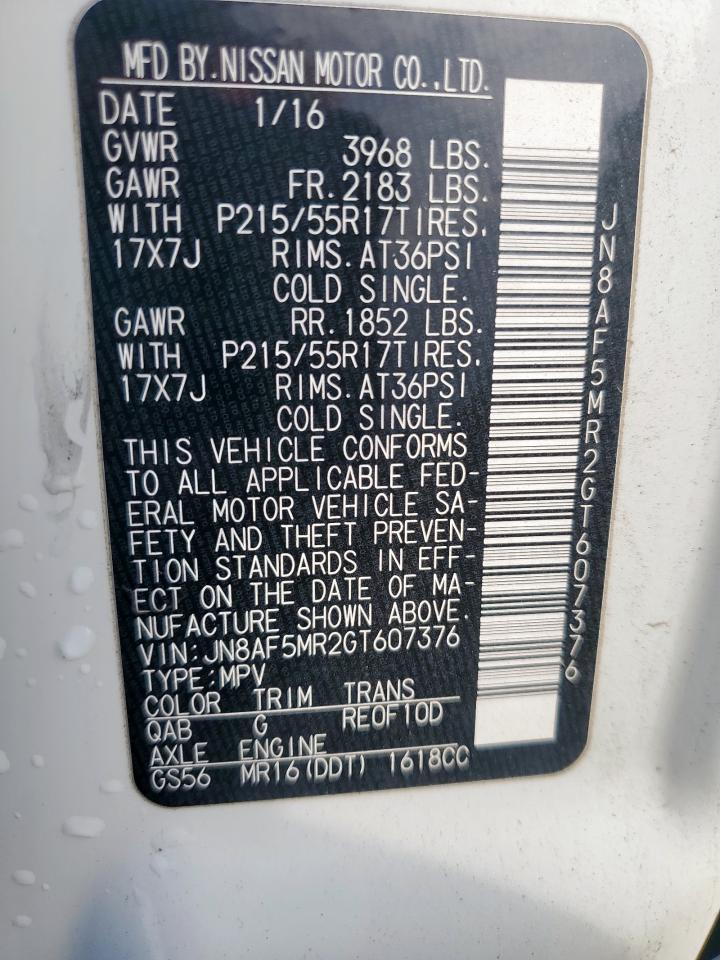 MFD BY.NISSAN MOTOR CO.,LTD.
DATE 1/16
GVWR 3968 LBS.
GAWR FR.2183 LBS.
WITH P215/55R17TIRES.
17X7J RIMS.AT36PSI
COLD SINGLE.
GAWR RR.1852 LBS.
WITH P215/55R17TIRES.
17X7J RIMS.AT36PSI
COLD SINGLE.
THIS VEHICLE CONFORMS
TO ALL APPLICABLE FED-
ERAL MOTOR VEHICLE SA-
FETY AND THEFT PREVEN-
TION STANDARDS IN EFF-
ECT ON THE DATE OF MA-
NUFACTURE SHOWN ABOVE.
VIN:JN8AF5MR2GT607376
TYPE:MPV
COLOR TRIM TRANS
QAB G RE0F10D
AXLE ENGINE
GS56 MR16(DDT) 1618CC
JN8AF5MR2GT607376